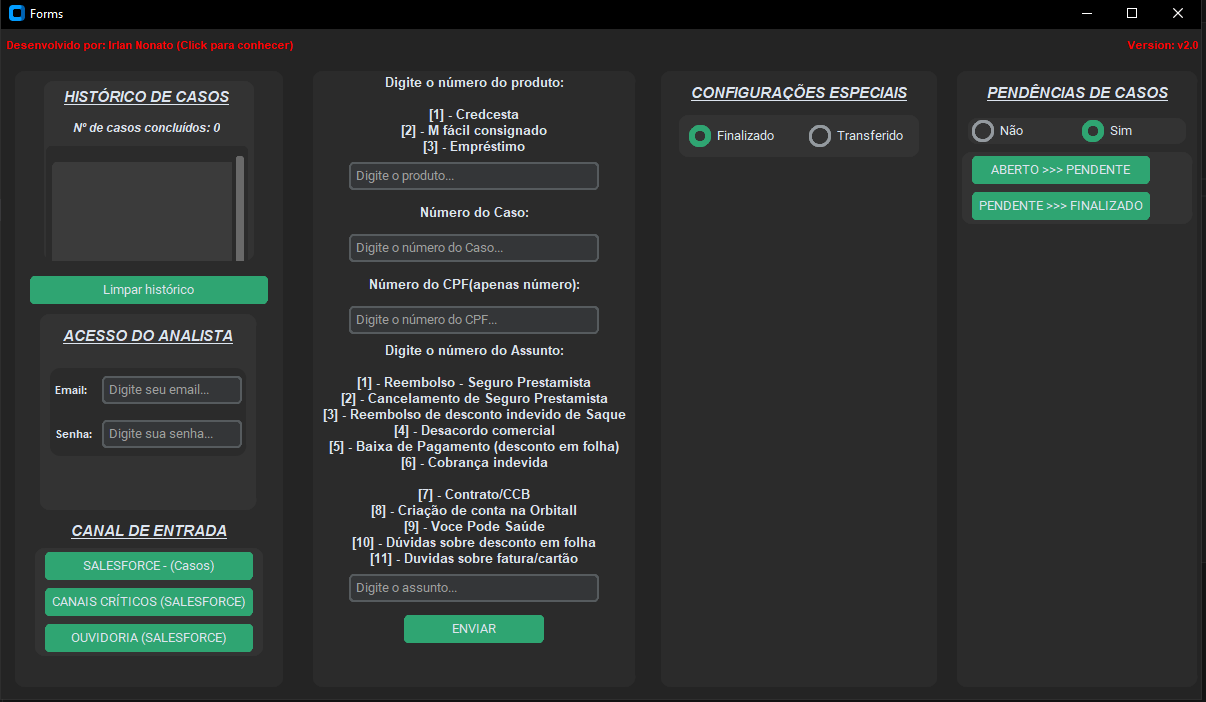 Forms
Desenvolvido por: Irian Nonato (Click para conhecer)
Version: v2.0
HISTÓRICO DE CASOS
Nº de casos concluídos: 0
Limpar histórico
ACESSO DO ANALISTA
Email:
Digite seu email...
Senha:
Digite sua senha...
CANAL DE ENTRADA
SALESFORCE - (Casos)
CANAIS CRÍTICOS (SALESFORCE)
OUVIDORIA (SALESFORCE)
Digite o número do produto:
[1] - Credcesta
[2] - M fácil consignado
[3] - Empréstimo
Digite o produto...
Número do Caso:
Digite o número do Caso...
Número do CPF(apenas número):
Digite o número do CPF...
Digite o número do Assunto:
[1] - Reembolso - Seguro Prestamista
[2] - Cancelamento de Seguro Prestamista
[3] - Reembolso de desconto indevido de Saque
[4] - Desacordo comercial
[5] - Baixa de Pagamento (desconto em folha)
[6] - Cobrança indevida
[7] - Contrato/CCB
[8] - Criação de conta na Orbitall
[9] - Voce Pode Saúde
[10] - Dúvidas sobre desconto em folha
[11] - Duvidas sobre fatura/cartão
Digite o assunto...
ENVIAR
CONFIGURAÇÕES ESPECIAIS
Finalizado
Transferido
PENDÊNCIAS DE CASOS
Não
Sim
ABERTO >>> PENDENTE
PENDENTE >>> FINALIZADO